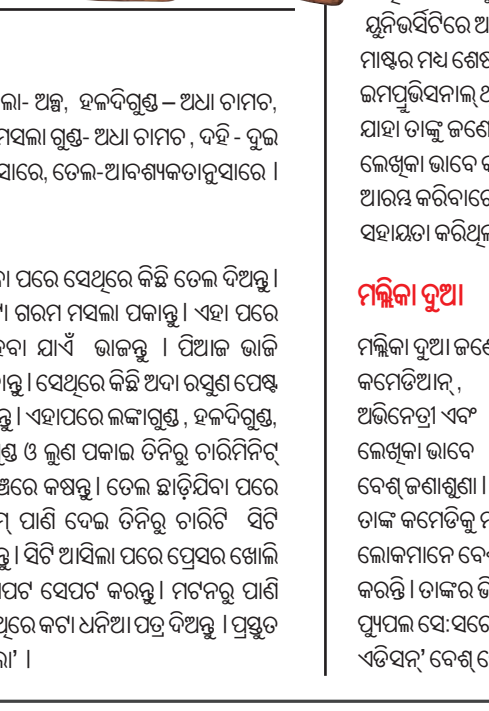 ଲା- ଅଳ୍ପ, ହଳଦିଗୁଣ୍ଡ – ଅଧା ଚାମଚ,
ମସଲା ଗୁଣ୍ଡ- ଅଧା ଚାମଚ , ଦହି - ଦୁଇ
ସାରେ, ତେଲ-ଆବଶ୍ୟକତାନୁସାରେ ।
ା ପରେ ସେଥିରେ କିଛି ତେଲ ଦିଅନ୍ତୁ ।
ଗରମ ମସଲା ପକାନ୍ତୁ । ଏହା ପରେ
ହବା ଯାଏଁ ଭାଜନ୍ତୁ । ପିଆଜ ଭାଜି
ାନ୍ତୁ । ସେଥିରେ କିଛି ଅଦା ରସୁଣ ପେଷ୍ଟ
ନ୍ତୁ । ଏହାପରେ ଲଙ୍କାଗୁଣ୍ଡ , ହଳଦିଗୁଣ୍ଡ,
ୁଣ୍ଡ ଓ ଲୁଣ ପକାଇ ତିନିରୁ ଚାରିମିନିଟ୍
ଞ୍ଚରେ କଷନ୍ତୁ । ତେଲ ଛାଡ଼ିଯିବା ପରେ
ମ୍ ପାଣି ଦେଇ ତିନିରୁ ଚାରିଟି ସିଟି
ନ୍ତୁ । ସିଟି ଆସିଲା ପରେ ପ୍ରେସର ଖୋଲି
ପଟ ସେପଟ କରନ୍ତୁ । ମଟନରୁ ପାଣି
ଥିରେ କଟା ଧନିଆ ପତ୍ର ଦିଅନ୍ତୁ । ପ୍ରସ୍ତୁତ
ଲା' ।
ୟୁନିଭର୍ସିଟିରେ ଅ
ମାଷ୍ଟର ମଧ୍ୟ ଶେଷ
ଇମପ୍ରୁଭିସନାଲ୍ ଥ
ଯାହା ତାଙ୍କୁ ଜଣେ
ଲେଖିକା ଭାବେ କ
ଆରମ୍ଭ କରିବାରେ
ସହାୟତା କରିଥିଲ
ମଲ୍ଲିକା ଦୁଆ
ମଲ୍ଲିକା ଦୁଆ ଜଣେ
କମେଡିଆନ୍ ,
ଅଭିନେତ୍ରୀ ଏବଂ
ଲେଖିକା ଭାବେ
ବେଶ୍ ଜଣାଶୁଣା ।
ତାଙ୍କ କମେଡିକୁ ମ
ଲୋକମାନେ ବେଶ
କରନ୍ତି । ତାଙ୍କର ଭି
ପ୍ୟୁପଲ ସେ:ସରେ
ଏଡିସନ୍' ବେଶ୍ ଲ